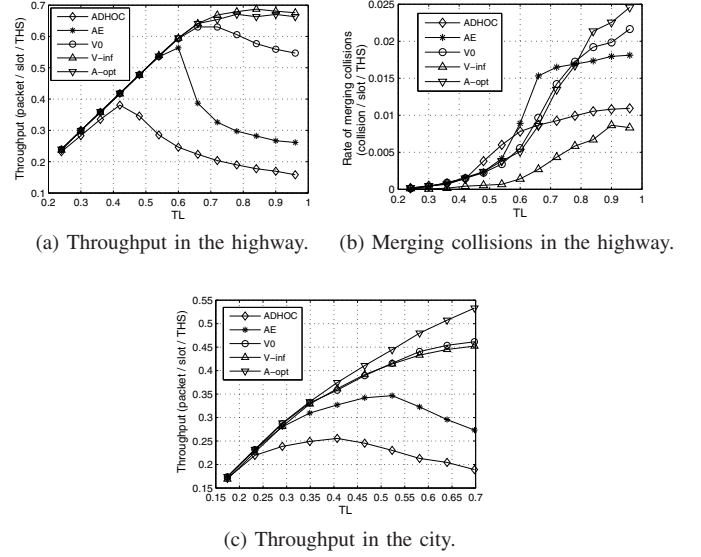 0.7
0.6
0.5
0.4
0.3
0.2
0.1
Throughput (packet / slot / THS)
ADHOC
AE
V0
V−inf
A−opt
0.2 0.3 0.4 0.5 0.6 0.7 0.8 0.9 1
TL
(a) Throughput in the highway.
0.025
0.02
0.015
0.01
0.005
0
Rate of merging collisions
(collision / slot / THS)
ADHOC
AE
V0
V−inf
A−opt
0.2 0.3 0.4 0.5 0.6 0.7 0.8 0.9 1
TL
(b) Merging collisions in the highway.
0.55
0.5
0.45
0.4
0.35
0.3
0.25
0.2
0.15
Throughput (packet / slot / THS)
ADHOC
AE
V0
V−inf
A−opt
0.15 0.2 0.25 0.3 0.35 0.4 0.45 0.5 0.55 0.6 0.65 0.7
TL
(c) Throughput in the city.